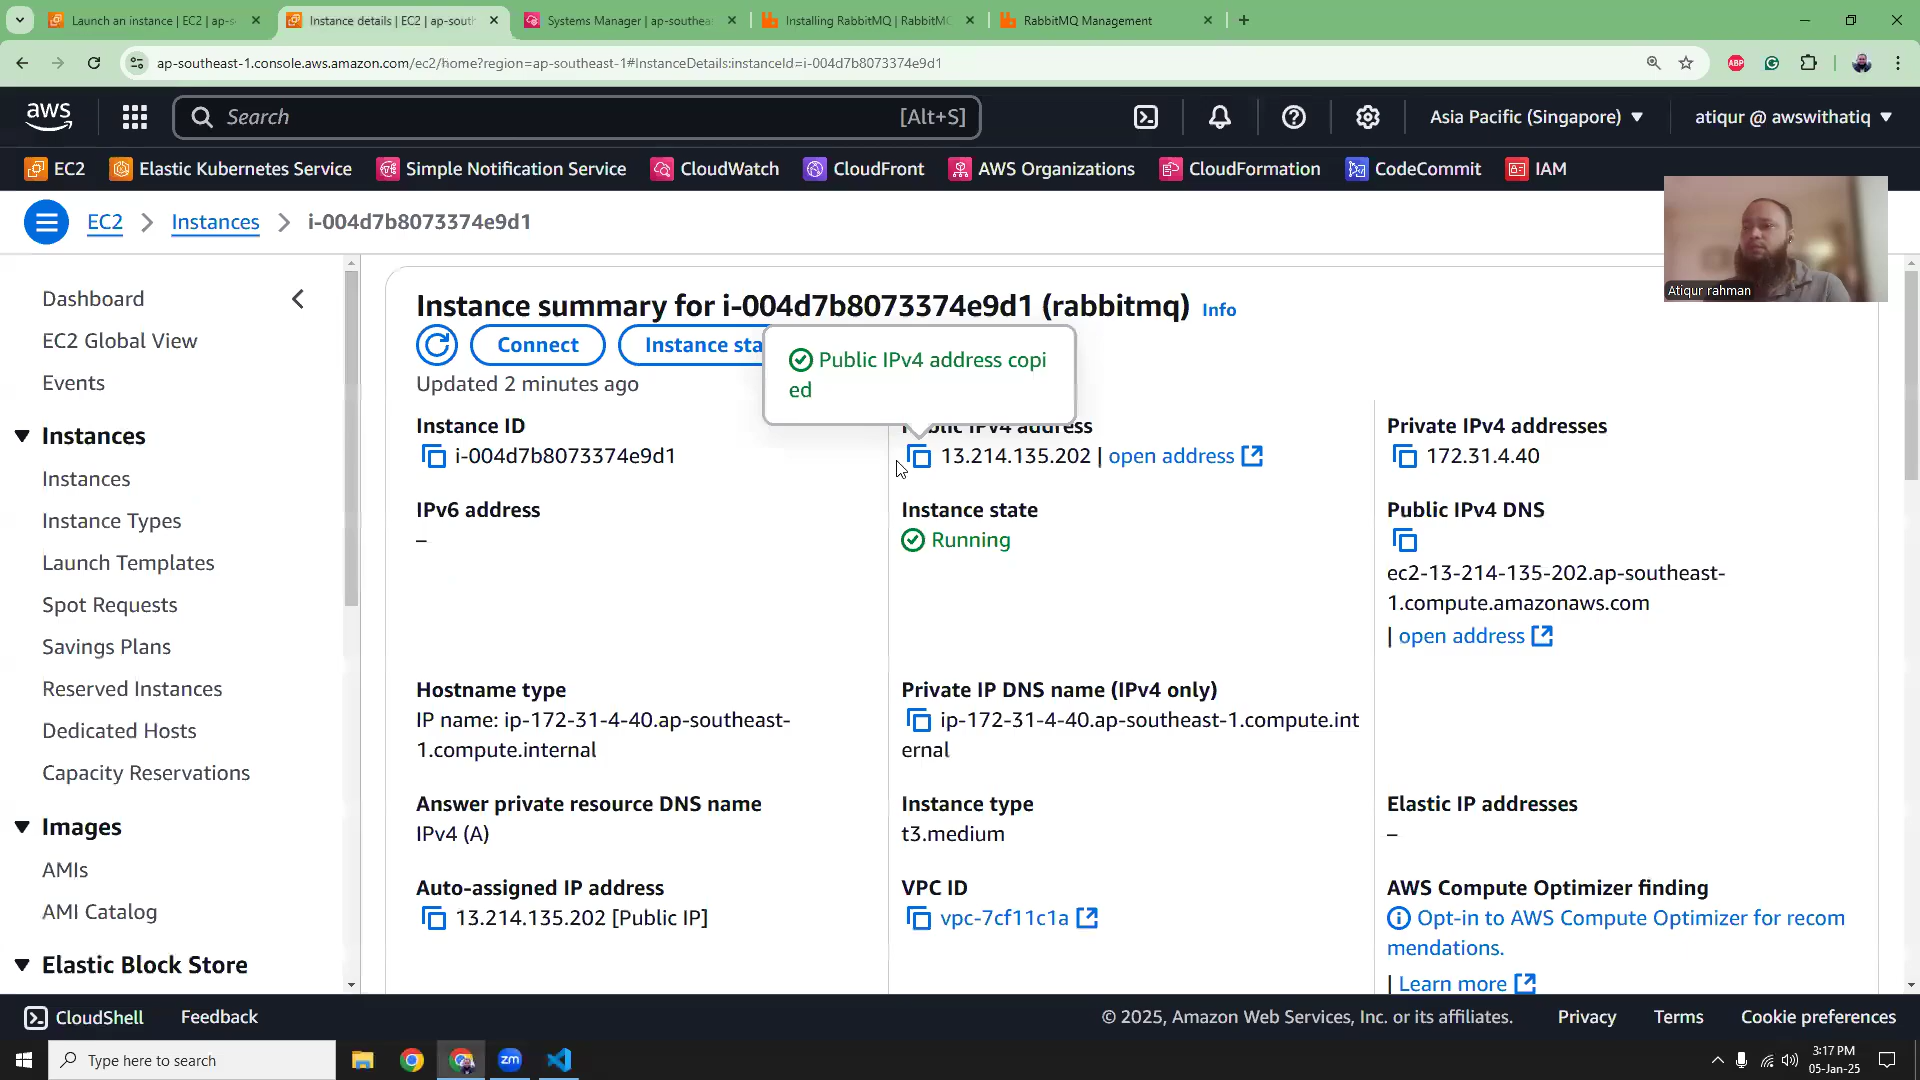 Launch an instance | EC2 | ap-s
Instance details | EC2 | ap-south
Systems Manager | ap-southeas
Installing RabbitMQ | RabbitMQ
RabbitMQ Management
ap-southeast-1.console.aws.amazon.com/ec2/home?region=ap-southeast-1#InstanceDetails:instanceId=i-004d7b8073374e9d1
ABP
aws
Search
[Alt+S]
Asia Pacific (Singapore)
atiqur @ awswithatiq
EC2
Elastic Kubernetes Service
Simple Notification Service
CloudWatch
CloudFront
AWS Organizations
CloudFormation
CodeCommit
IAM
EC2
Instances
i-004d7b8073374e9d1
Atiqur rahman
Dashboard
EC2 Global View
Events
Instances
Instances
Instance Types
Launch Templates
Spot Requests
Savings Plans
Reserved Instances
Dedicated Hosts
Capacity Reservations
Images
AMIs
AMI Catalog
Elastic Block Store
Instance summary for i-004d7b8073374e9d1 (rabbitmq) Info
Connect
Instance sta
Public IPv4 address copi
ed
Updated 2 minutes ago
Instance ID
i-004d7b8073374e9d1
Public IPv4 address
13.214.135.202 | open address
Private IPv4 addresses
172.31.4.40
IPv6 address
–
Instance state
Running
Public IPv4 DNS
ec2-13-214-135-202.ap-southeast-
1.compute.amazonaws.com
| open address
Hostname type
IP name: ip-172-31-4-40.ap-southeast-
1.compute.internal
Private IP DNS name (IPv4 only)
ip-172-31-4-40.ap-southeast-1.compute.int
ernal
Answer private resource DNS name
IPv4 (A)
Instance type
t3.medium
Elastic IP addresses
–
Auto-assigned IP address
13.214.135.202 [Public IP]
VPC ID
vpc-7cf11c1a
AWS Compute Optimizer finding
Opt-in to AWS Compute Optimizer for recom
mendations.
| Learn more
CloudShell
Feedback
© 2025, Amazon Web Services, Inc. or its affiliates.
Privacy
Terms
Cookie preferences
Type here to search
zm
3:17 PM
05-Jan-25